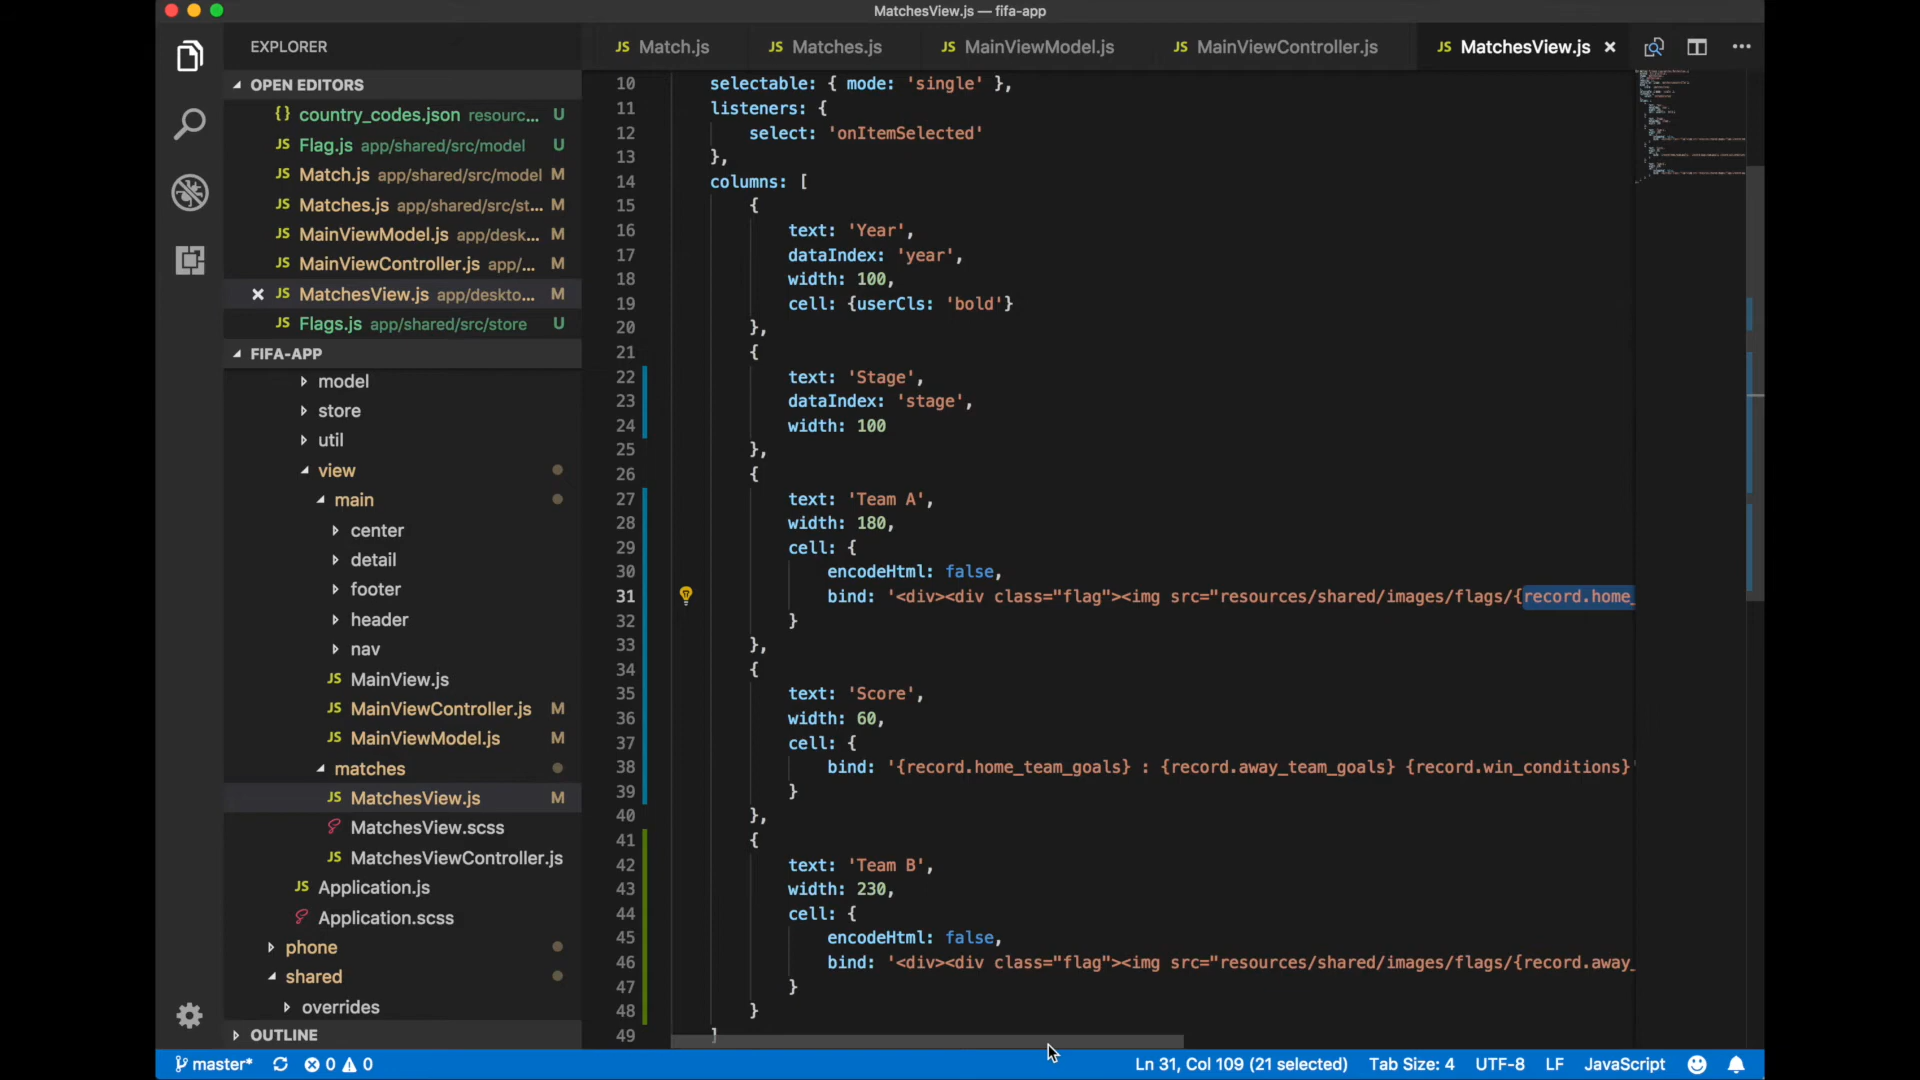 MatchesView.js — fifa-app
EXPLORER
OPEN EDITORS
{} country_codes.json resourc... U
JS Flag.js app/shared/src/model U
JS Match.js app/shared/src/model M
JS Matches.js app/shared/src/st... M
JS MainViewModel.js app/desk... M
JS MainViewController.js app/... M
JS MatchesView.js app/deskto... M
JS Flags.js app/shared/src/store U
FIFA-APP
model
store
util
view
main
center
detail
footer
header
nav
JS MainView.js
JS MainViewController.js M
JS MainViewModel.js M
matches
JS MatchesView.js M
MatchesView.scss
JS MatchesViewController.js
JS Application.js
Application.scss
phone
shared
overrides
OUTLINE
JS Match.js JS Matches.js JS MainViewModel.js JS MainViewController.js JS MatchesView.js
10 selectable: { mode: 'single' },
11 listeners: {
12 select: 'onItemSelected'
13 },
14 columns: [
15 {
16 text: 'Year',
17 dataIndex: 'year',
18 width: 100,
19 cell: {userCls: 'bold'}
20 },
21 {
22 text: 'Stage',
23 dataIndex: 'stage',
24 width: 100
25 },
26 {
27 text: 'Team A',
28 width: 180,
29 cell: {
30 encodeHtml: false,
31 bind: '<div><div class="flag"><img src="resources/shared/images/flags/{record.home_
32 }
33 },
34 {
35 text: 'Score',
36 width: 60,
37 cell: {
38 bind: '{record.home_team_goals} : {record.away_team_goals} {record.win_conditions}'
39 }
40 },
41 {
42 text: 'Team B',
43 width: 230,
44 cell: {
45 encodeHtml: false,
46 bind: '<div><div class="flag"><img src="resources/shared/images/flags/{record.away_
47 }
48 }
49 ]
master* 0 0 Ln 31, Col 109 (21 selected) Tab Size: 4 UTF-8 LF JavaScript